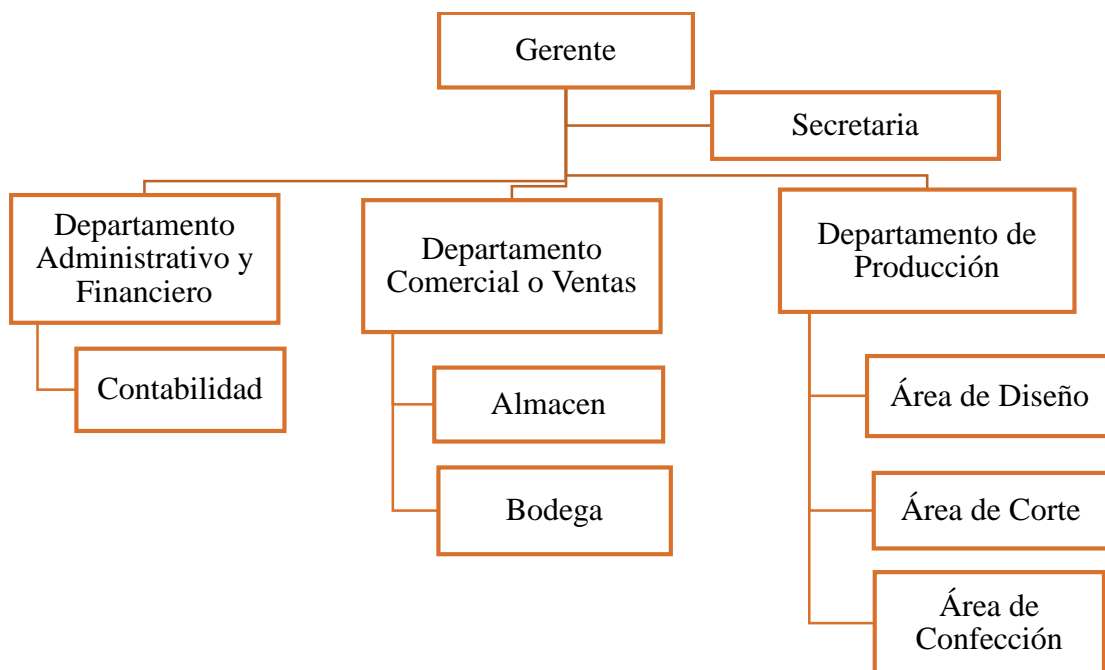 Gerente
Secretaria
Departamento
Administrativo y
Financiero
Contabilidad
Departamento
Comercial o Ventas
Almacen
Bodega
Departamento de
Producción
Área de Diseño
Área de Corte
Área de
Confección